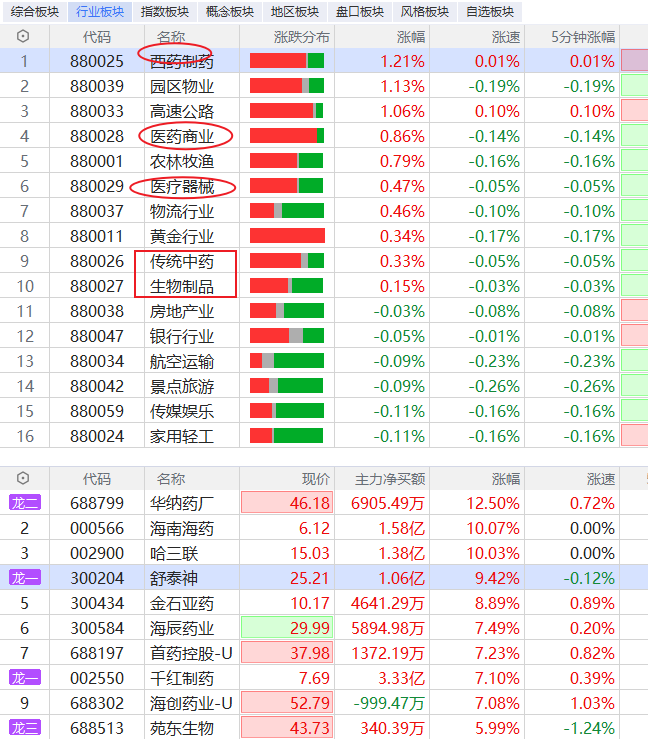 综合板块 行业板块 指数板块 概念板块 地区板块 盘口板块 风格板块 自选板块
代码 名称 涨跌分布 涨幅 涨速 5分钟涨幅
1 880025 西药制药 1.21% 0.01% 0.01%
2 880039 园区物业 1.13% -0.19% -0.19%
3 880033 高速公路 1.06% 0.10% 0.10%
4 880028 医药商业 0.86% -0.14% -0.14%
5 880001 农林牧渔 0.79% -0.16% -0.16%
6 880029 医疗器械 0.47% -0.05% -0.05%
7 880037 物流行业 0.46% -0.10% -0.10%
8 880011 黄金行业 0.34% -0.17% -0.17%
9 880026 传统中药 0.33% -0.05% -0.05%
10 880027 生物制品 0.15% -0.03% -0.03%
11 880038 房地产业 -0.03% -0.08% -0.08%
12 880047 银行行业 -0.05% -0.01% -0.01%
13 880034 航空运输 -0.09% -0.23% -0.23%
14 880042 景点旅游 -0.09% -0.26% -0.26%
15 880059 传媒娱乐 -0.11% -0.16% -0.16%
16 880024 家用轻工 -0.11% -0.16% -0.16%
代码 名称 现价 主力净买额 涨幅 涨速
龙二 688799 华纳药厂 46.18 6905.49万 12.50% 0.72%
2 000566 海南海药 6.12 1.58亿 10.07% 0.00%
3 002900 哈三联 15.03 1.38亿 10.03% 0.00%
龙一 300204 舒泰神 25.21 1.06亿 9.42% -0.12%
5 300434 金石亚药 10.17 4641.29万 8.89% 0.89%
6 300584 海辰药业 29.99 5894.98万 7.49% 0.20%
7 688197 首药控股-U 37.98 1372.19万 7.23% 0.82%
龙一 002550 千红制药 7.69 3.33亿 7.10% 0.39%
9 688302 海创药业-U 52.79 -999.47万 7.08% 1.03%
龙三 688513 苑东生物 43.73 340.39万 5.99% -1.24%